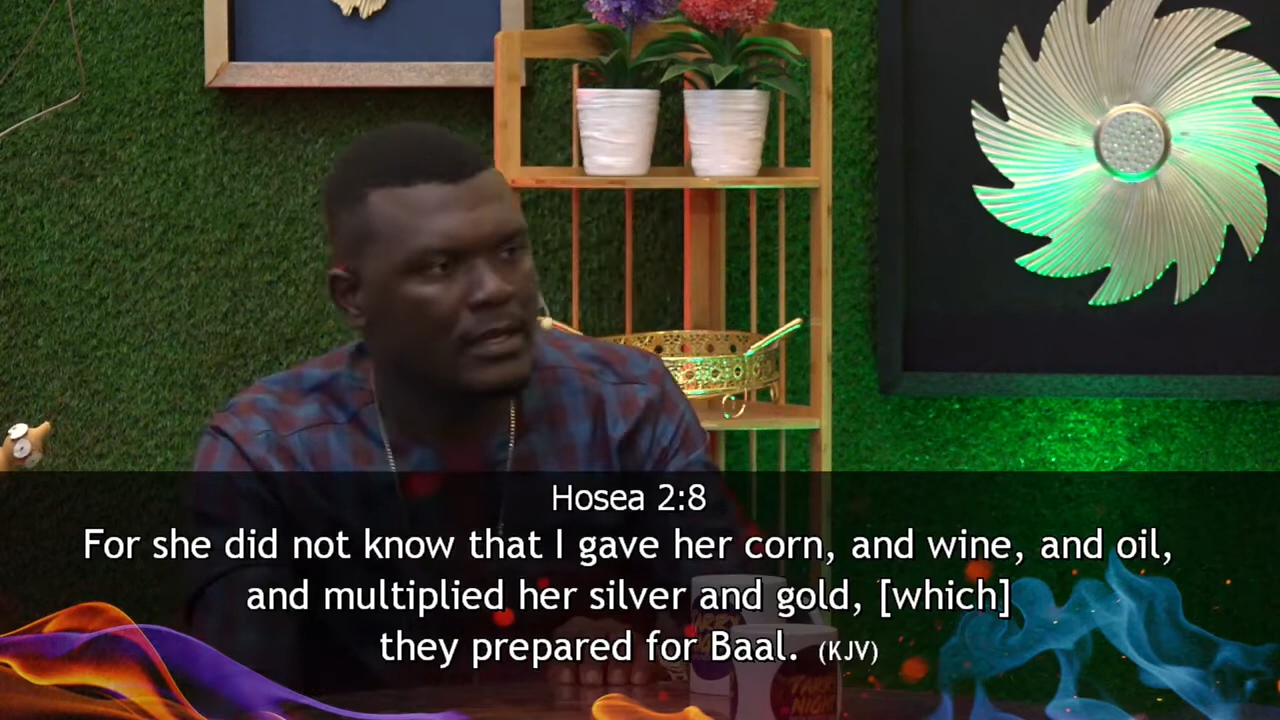 Hosea 2:8
For she did not know that I gave her corn, and wine, and oil,
and multiplied her silver and gold, [which]
they prepared for Baal. (KJV)
NIGHT